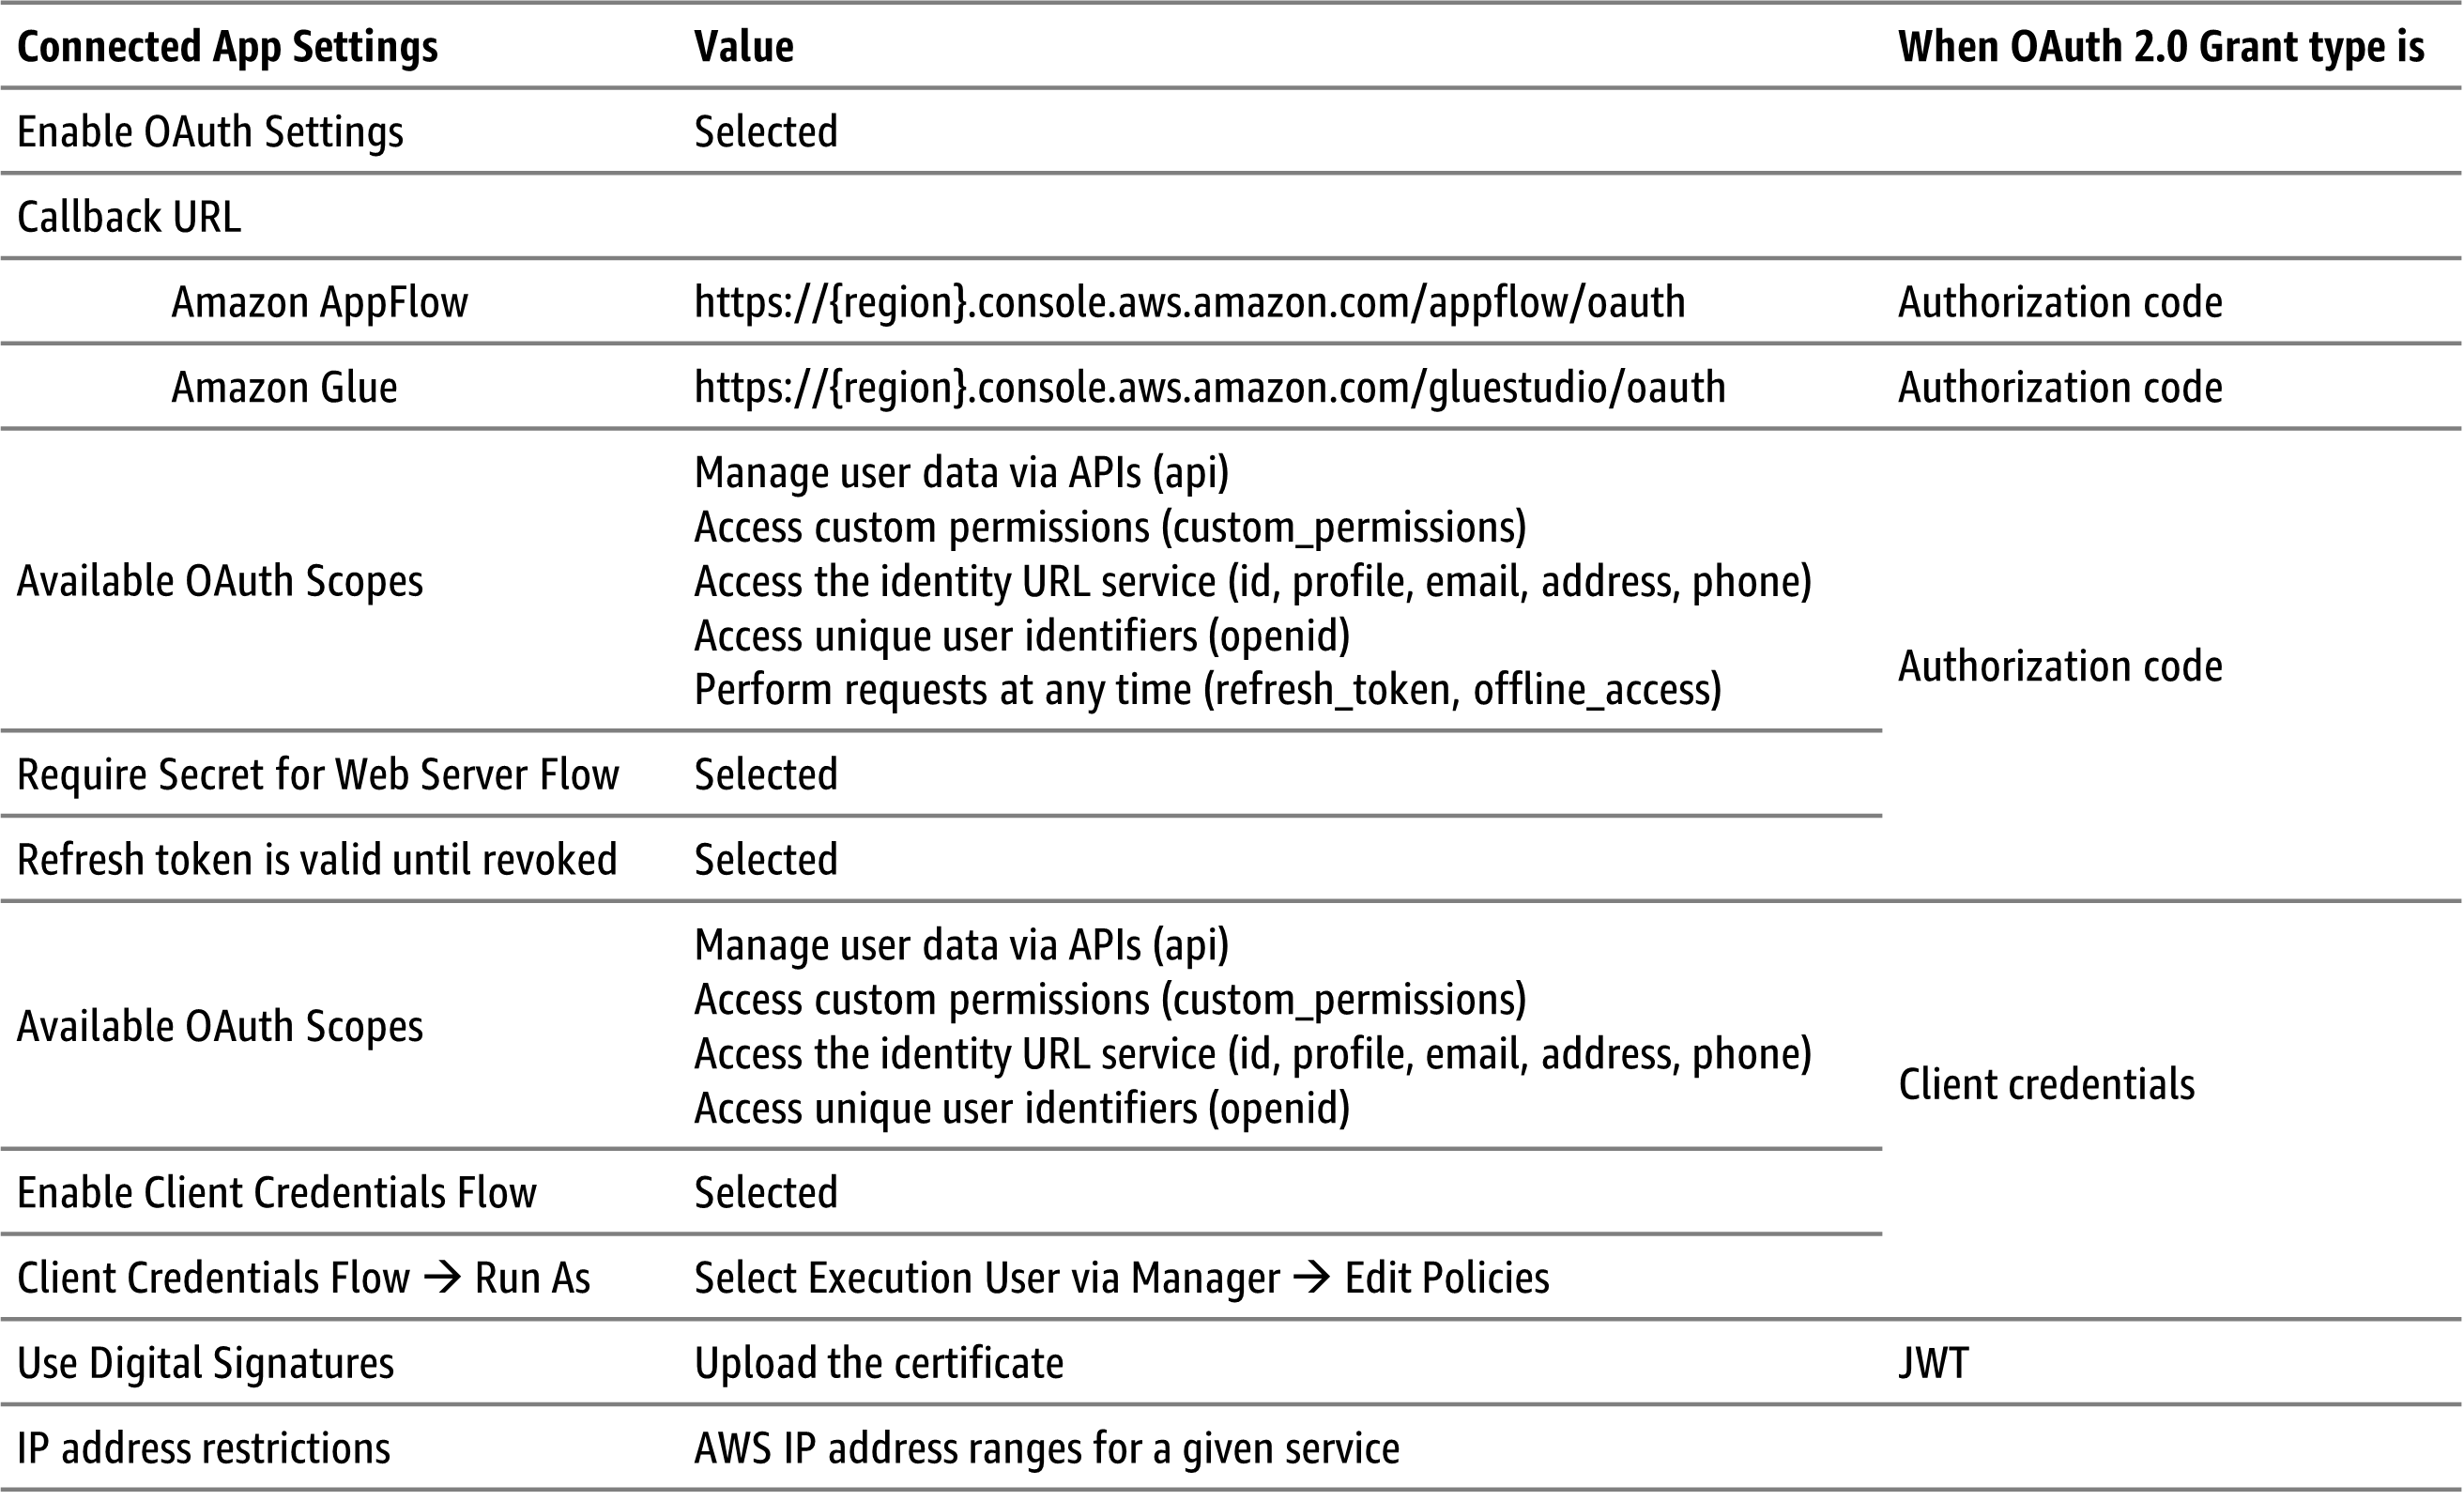 Connected App Settings Value When OAuth 2.0 Grant type is
Enable OAuth Settings Selected
Callback URL
Amazon AppFlow https://{region}.console.aws.amazon.com/appflow/oauth Authorization code
Amazon Glue https://{region}.console.aws.amazon.com/gluestudio/oauth Authorization code
Available OAuth Scopes
Manage user data via APIs (api)
Access custom permissions (custom_permissions)
Access the identity URL service (id, profile, email, address, phone)
Access unique user identifiers (openid)
Perform requests at any time (refresh_token, offline_access)
Authorization code
Require Secret for Web Server Flow Selected
Refresh token is valid until revoked Selected
Available OAuth Scopes
Manage user data via APIs (api)
Access custom permissions (custom_permissions)
Access the identity URL service (id, profile, email, address, phone)
Access unique user identifiers (openid)
Client credentials
Enable Client Credentials Flow Selected
Client Credentials Flow → Run As Select Execution User via Manager → Edit Policies
Use Digital Signatures Upload the certificate JWT
IP address restrictions AWS IP address ranges for a given service